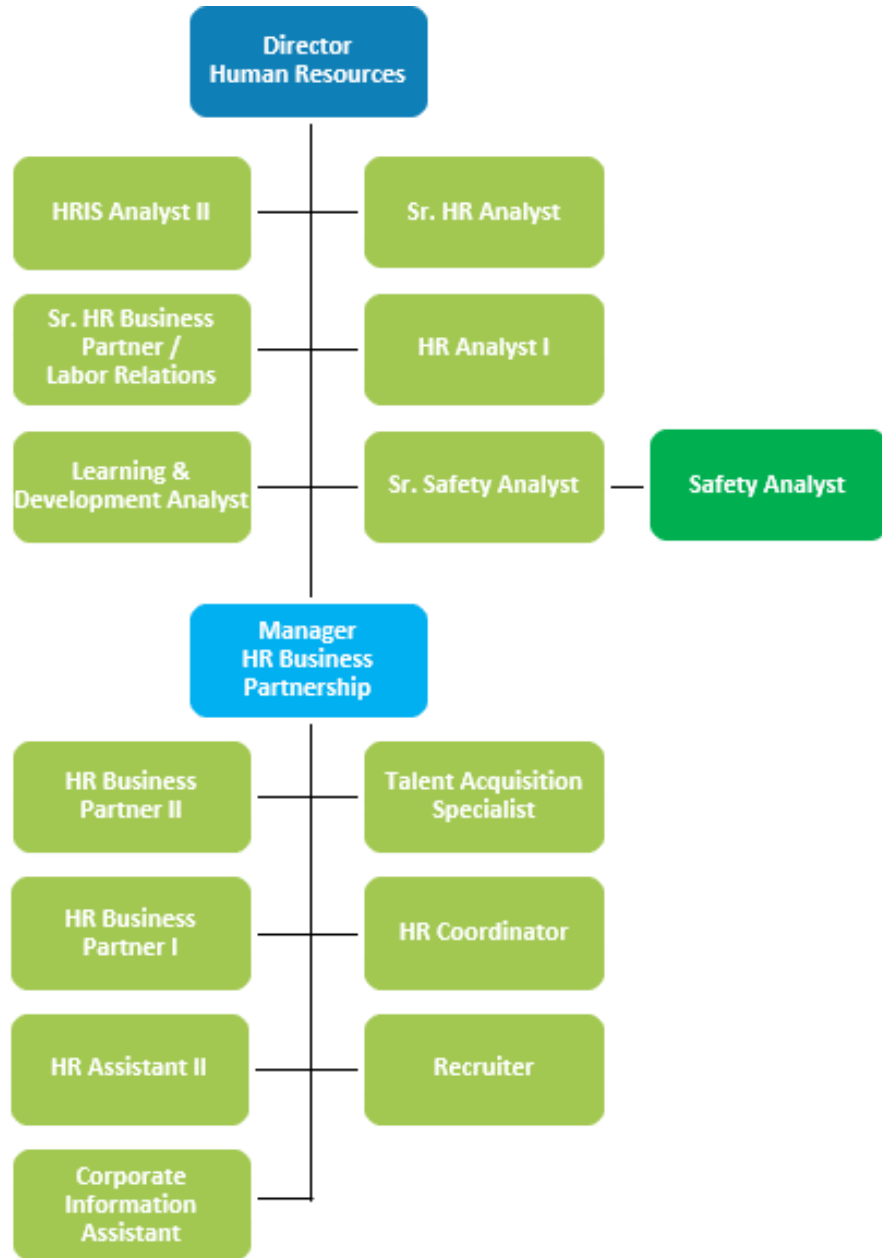 Director
Human Resources
HRIS Analyst II
Sr. HR Analyst
Sr. HR Business
Partner /
Labor Relations
HR Analyst I
Learning &
Development Analyst
Sr. Safety Analyst
Safety Analyst
Manager
HR Business
Partnership
HR Business
Partner II
Talent Acquisition
Specialist
HR Business
Partner I
HR Coordinator
HR Assistant II
Recruiter
Corporate
Information
Assistant